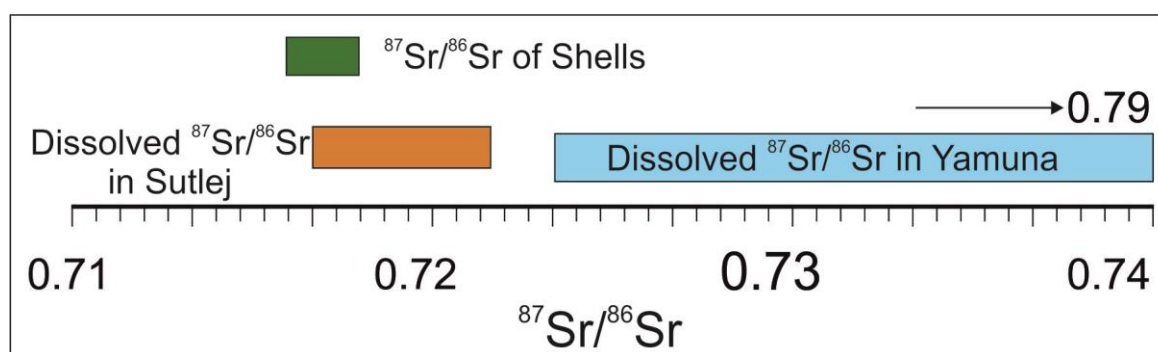 ⁸⁷Sr/⁸⁶Sr of Shells
0.79
Dissolved ⁸⁷Sr/⁸⁶Sr
in Sutlej
Dissolved ⁸⁷Sr/⁸⁶Sr in Yamuna
0.71 0.72 0.73 0.74
⁸⁷Sr/⁸⁶Sr